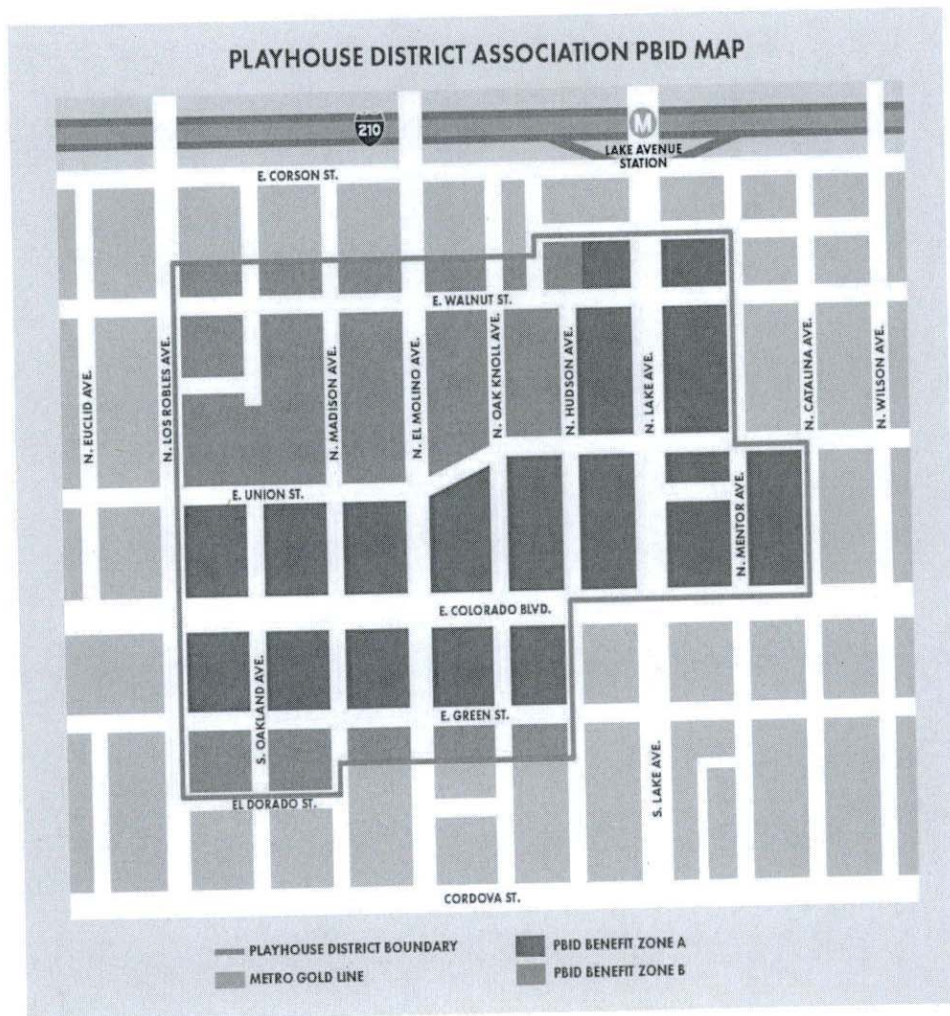 PLAYHOUSE DISTRICT ASSOCIATION PBID MAP
210
M
LAKE AVENUE
STATION
E. CORSON ST.
E. WALNUT ST.
N. EUCLID AVE.
N. LOS ROBLES AVE.
N. MADISON AVE.
N. EL MOLINO AVE.
N. OAK KNOLL AVE.
N. HUDSON AVE.
N. LAKE AVE.
N. CATALINA AVE.
N. WILSON AVE.
E. UNION ST.
N. MENTOR AVE.
E. COLORADO BLVD.
S. OAKLAND AVE.
E. GREEN ST.
S. LAKE AVE.
EL DORADO ST.
CORDOVA ST.
PLAYHOUSE DISTRICT BOUNDARY
PBID BENEFIT ZONE A
METRO GOLD LINE
PBID BENEFIT ZONE B